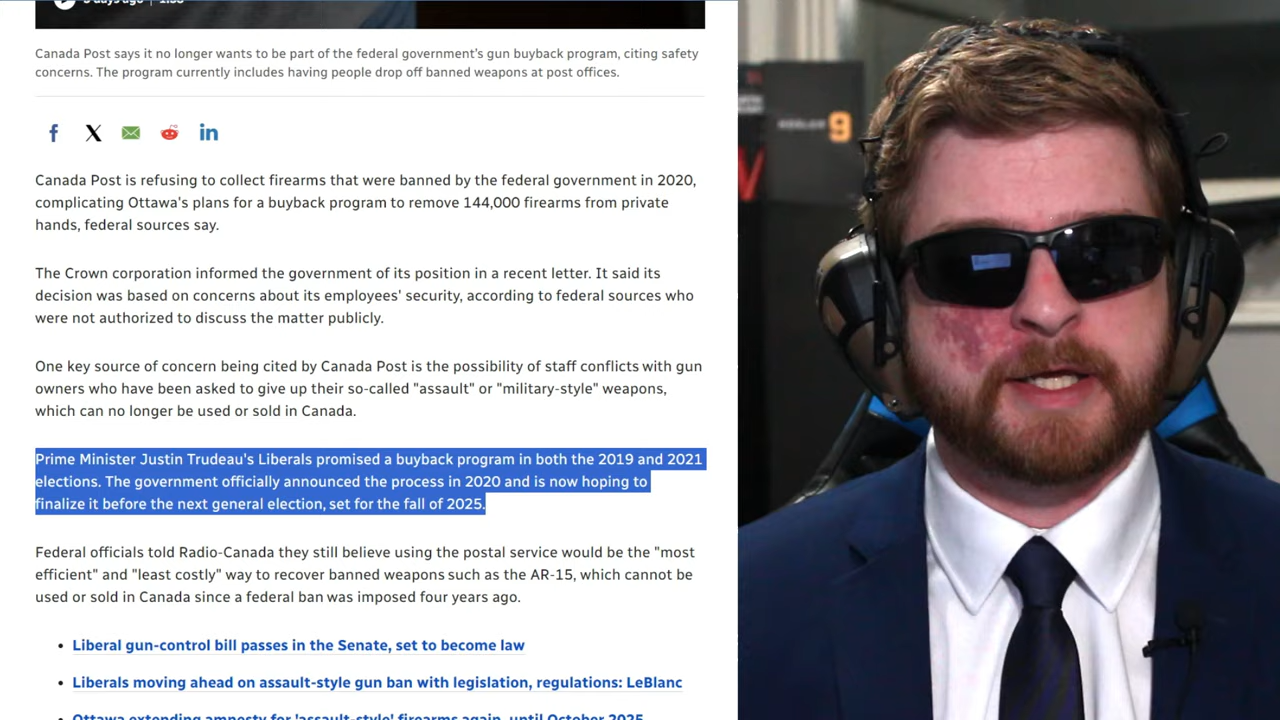 Canada Post says it no longer wants to be part of the federal government's gun buyback program, citing safety
concerns. The program currently includes having people drop off banned weapons at post offices.
Canada Post is refusing to collect firearms that were banned by the federal government in 2020,
complicating Ottawa's plans for a buyback program to remove 144,000 firearms from private
hands, federal sources say.
The Crown corporation informed the government of its position in a recent letter. It said its
decision was based on concerns about its employees' security, according to federal sources who
were not authorized to discuss the matter publicly.
One key source of concern being cited by Canada Post is the possibility of staff conflicts with gun
owners who have been asked to give up their so-called "assault" or "military-style" weapons,
which can no longer be used or sold in Canada.
Prime Minister Justin Trudeau's Liberals promised a buyback program in both the 2019 and 2021
elections. The government officially announced the process in 2020 and is now hoping to
finalize it before the next general election, set for the fall of 2025.
Federal officials told Radio-Canada they still believe using the postal service would be the "most
efficient" and "least costly" way to recover banned weapons such as the AR-15, which cannot be
used or sold in Canada since a federal ban was imposed four years ago.
• Liberal gun-control bill passes in the Senate, set to become law
• Liberals moving ahead on assault-style gun ban with legislation, regulations: LeBlanc
• Ottawa extending amnesty for 'assault-style' firearms again, until October 2025
9